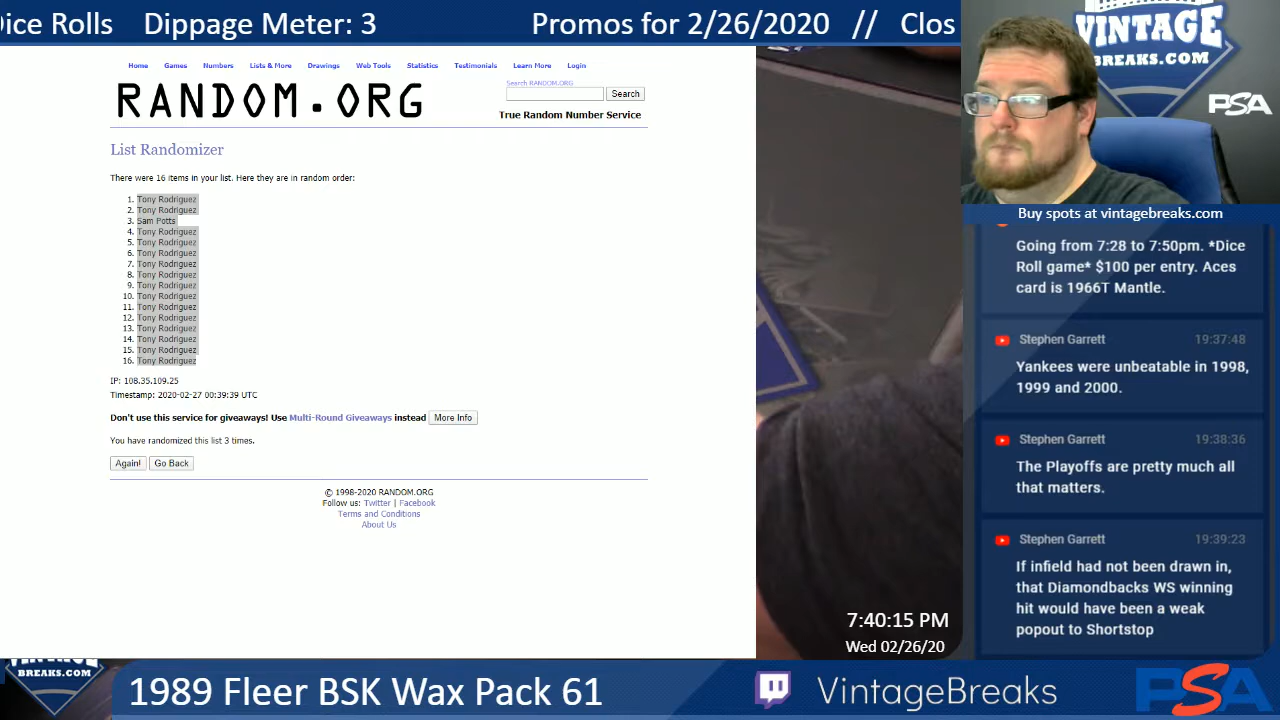 Dice Rolls Dippage Meter: 3 Promos for 2/26/2020 // Clos
VINTAGE
BREAKS.COM
PSA
Home Games Numbers Lists & More Drawings Web Tools Statistics Testimonials Learn More Login
RANDOM.ORG
Search RANDOM.ORG
Search
True Random Number Service
List Randomizer
There were 16 items in your list. Here they are in random order:
1. Tony Rodriguez
2. Tony Rodriguez
3. Sam Potts
4. Tony Rodriguez
5. Tony Rodriguez
6. Tony Rodriguez
7. Tony Rodriguez
8. Tony Rodriguez
9. Tony Rodriguez
10. Tony Rodriguez
11. Tony Rodriguez
12. Tony Rodriguez
13. Tony Rodriguez
14. Tony Rodriguez
15. Tony Rodriguez
16. Tony Rodriguez
IP: 108.35.109.25
Timestamp: 2020-02-27 00:39:39 UTC
Don't use this service for giveaways! Use Multi-Round Giveaways instead More Info
You have randomized this list 3 times.
Again! Go Back
© 1998-2020 RANDOM.ORG
Follow us: Twitter | Facebook
Terms and Conditions
About Us
Buy spots at vintagebreaks.com
Going from 7:28 to 7:50pm. *Dice
Roll game* $100 per entry. Aces
card is 1966T Mantle.
Stephen Garrett 19:37:48
Yankees were unbeatable in 1998,
1999 and 2000.
Stephen Garrett 19:38:36
The Playoffs are pretty much all
that matters.
Stephen Garrett 19:39:23
If infield had not been drawn in,
that Diamondbacks WS winning
hit would have been a weak
popout to Shortstop
7:40:15 PM
Wed 02/26/20
VINTAGE
BREAKS.COM
1989 Fleer BSK Wax Pack 61
VintageBreaks
PSA